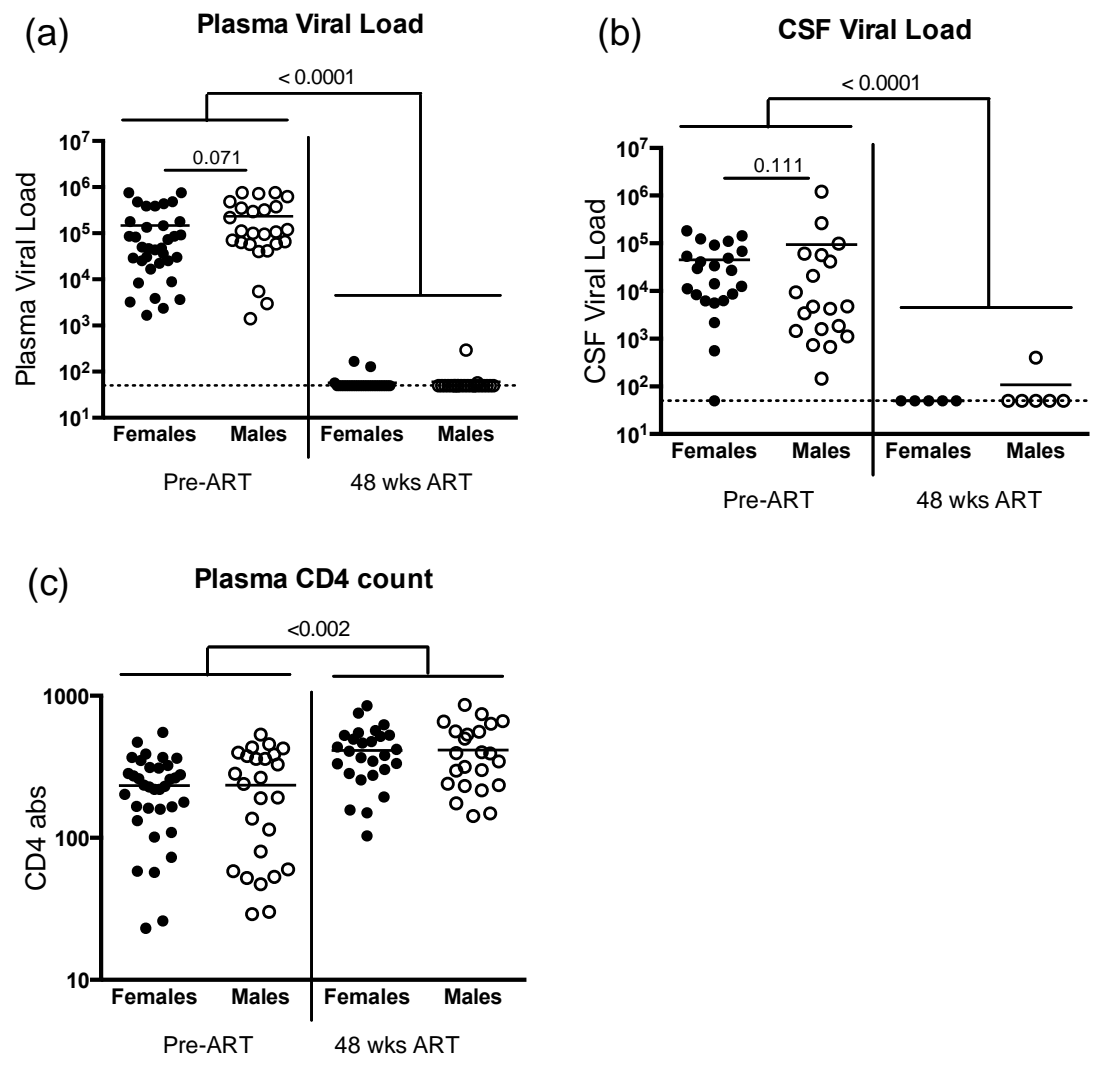 (a)
Plasma Viral Load
< 0.0001
0.071
Plasma Viral Load
10⁷
10⁶
10⁵
10⁴
10³
10²
10¹
Females Males Females Males
Pre-ART 48 wks ART
(b)
CSF Viral Load
< 0.0001
0.111
CSF Viral Load
10⁷
10⁶
10⁵
10⁴
10³
10²
10¹
Females Males Females Males
Pre-ART 48 wks ART
(c)
Plasma CD4 count
<0.002
CD4 abs
1000
100
10
Females Males Females Males
Pre-ART 48 wks ART